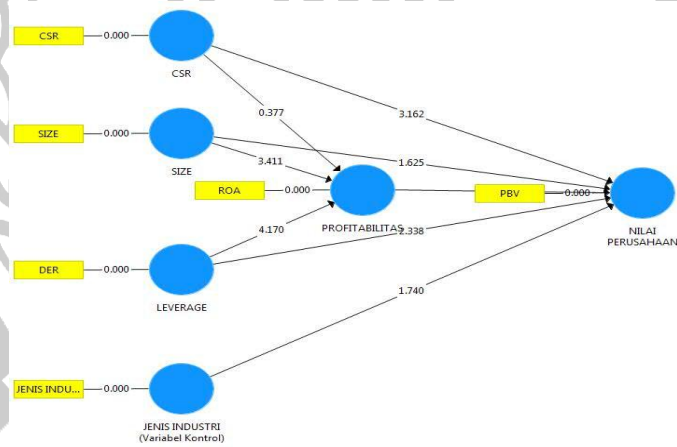 CSR
0.000
CSR
0.377
3.162
SIZE
0.000
SIZE
3.411
1.625
ROA
0.000
PROFITABILITAS
PBV
0.000
NILAI
PERUSAHAAN
4.170
2.338
DER
0.000
LEVERAGE
1.740
JENIS INDU...
0.000
JENIS INDUSTRI
(Variabel Kontrol)